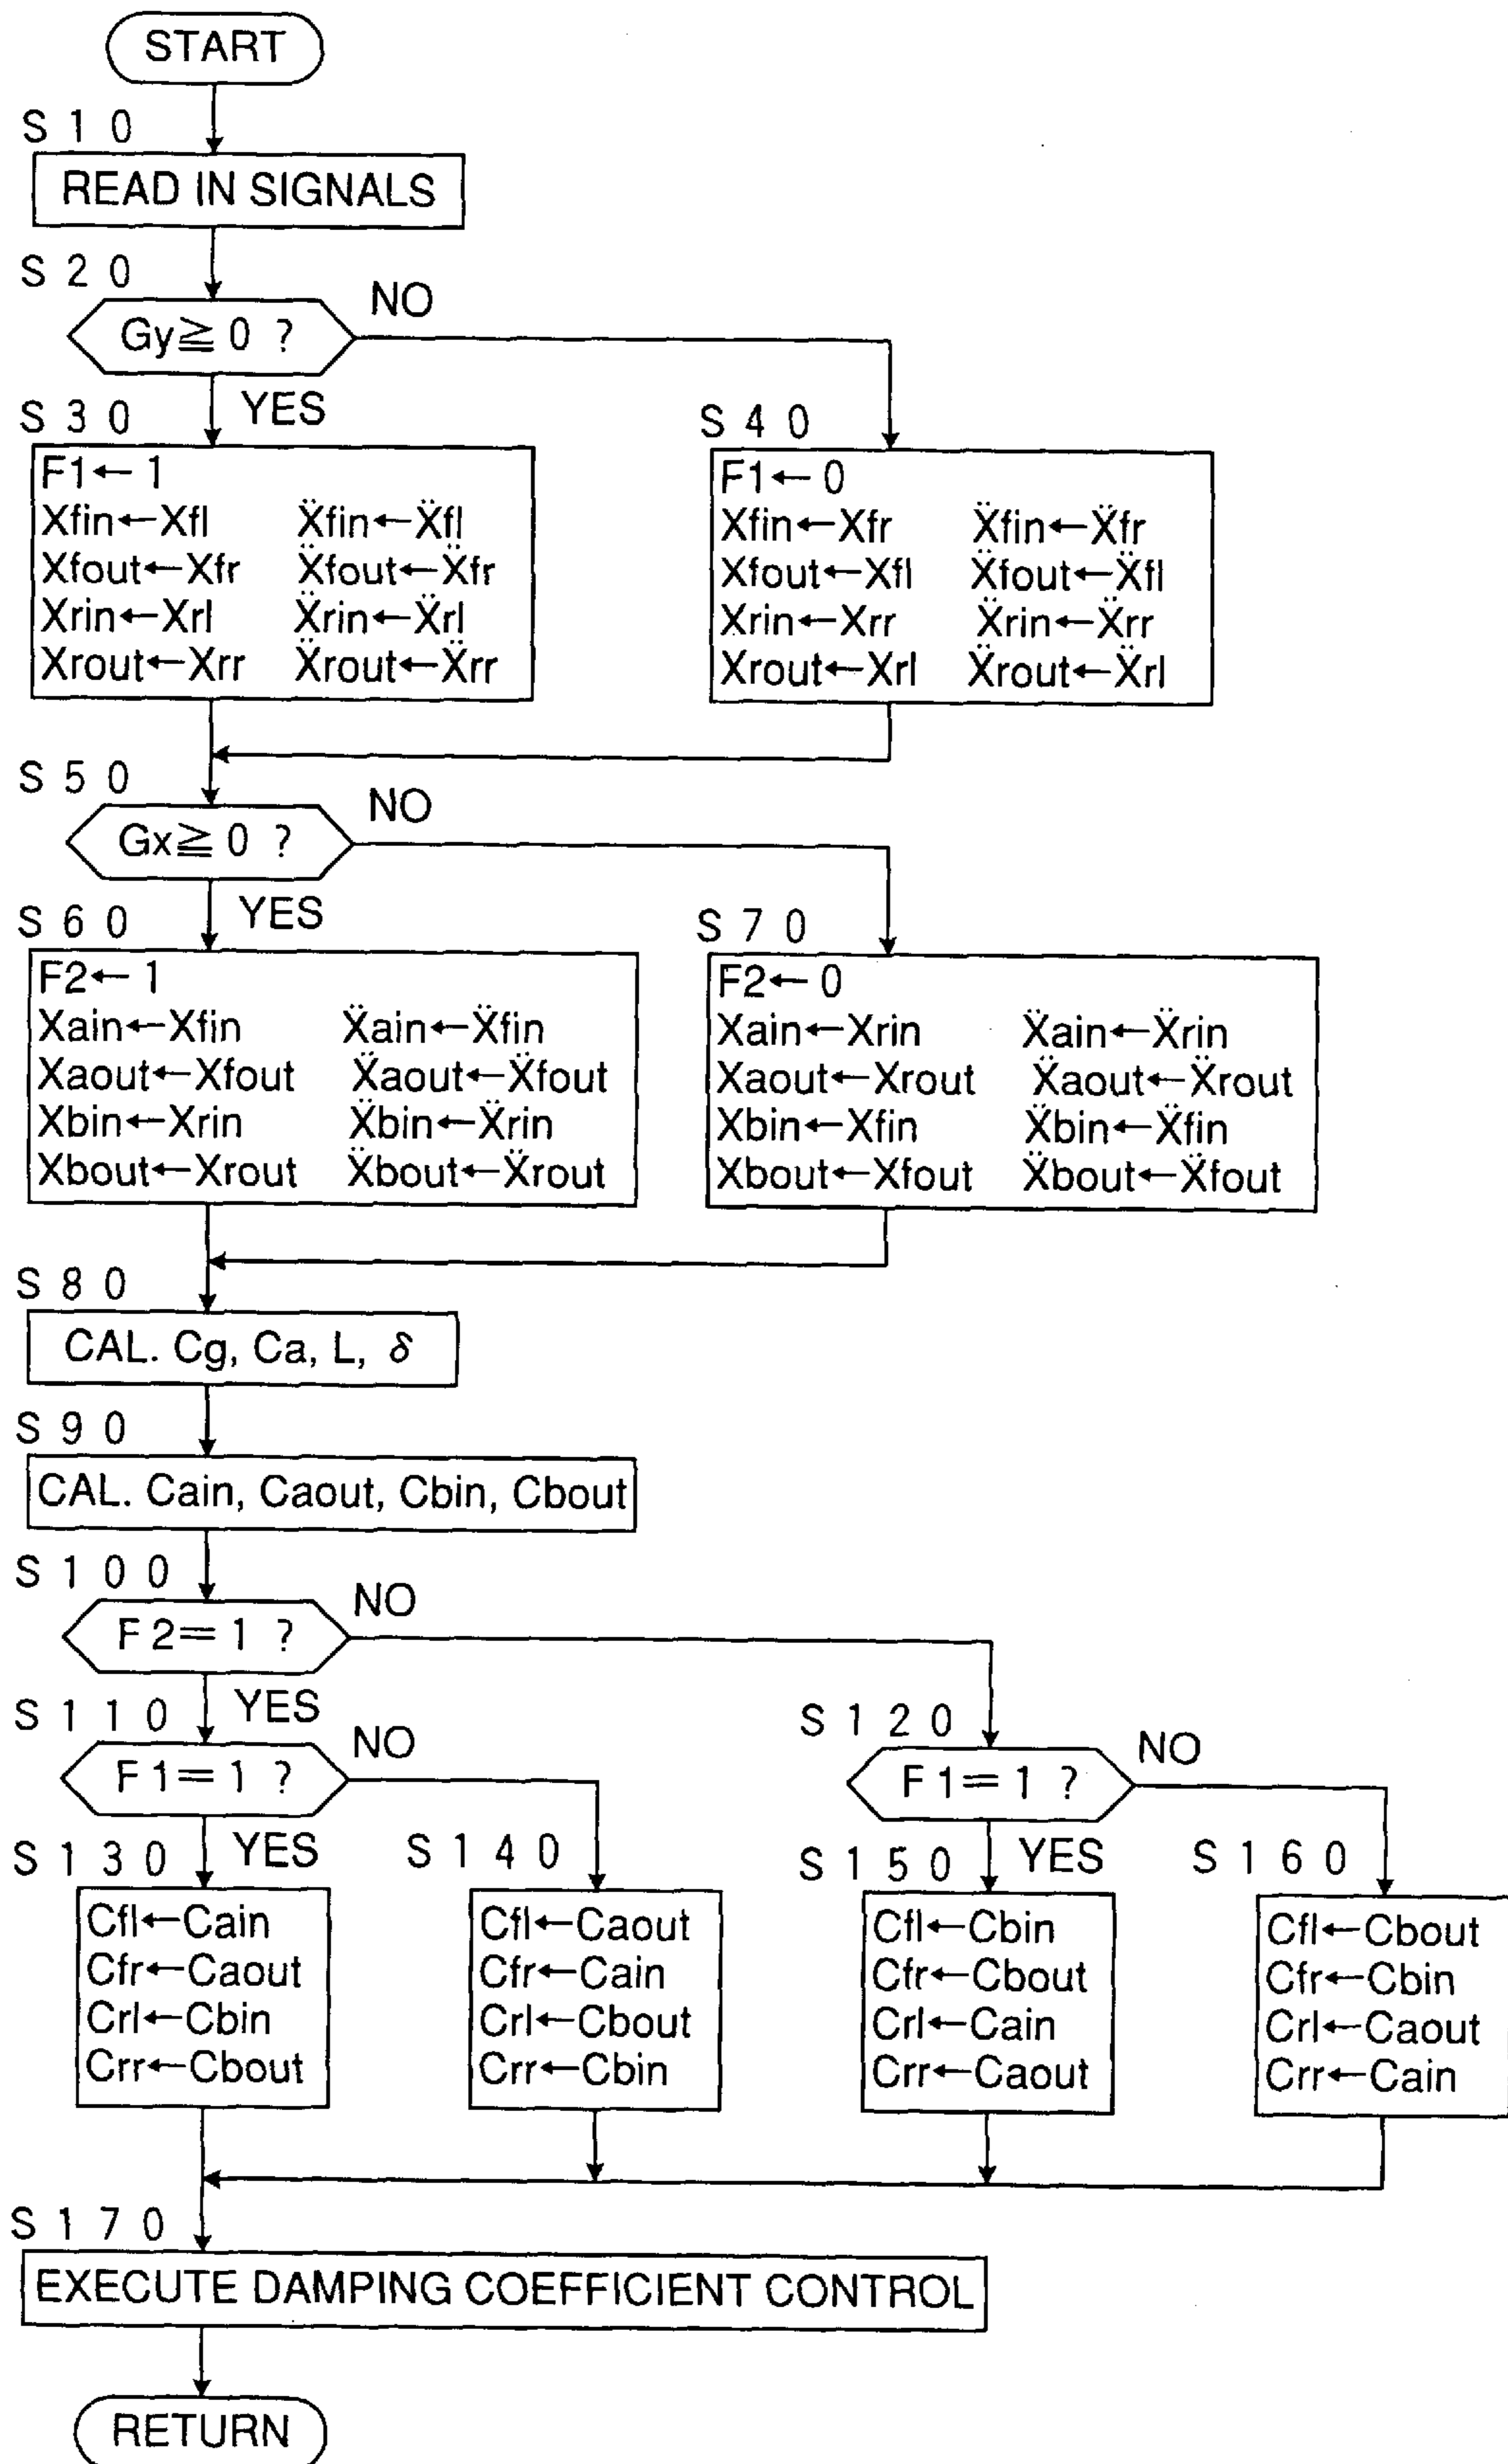 START
S 1 0
READ IN SIGNALS
S 2 0
NO
Gy≧ 0 ?
YES
S 3 0
F1← 1
Xfin←Xfl Ẍfin←Ẍfl
Xfout←Xfr Ẍfout←Ẍfr
Xrin←Xrl Ẍrin←Ẍrl
Xrout←Xrr Ẍrout←Ẍrr
S 4 0
F1← 0
Xfin←Xfr Ẍfin←Ẍfr
Xfout←Xfl Ẍfout←Ẍfl
Xrin←Xrr Ẍrin←Ẍrr
Xrout←Xrl Ẍrout←Ẍrl
S 5 0
NO
Gx≧ 0 ?
YES
S 6 0
F2← 1
Xain←Xfin Ẍain←Ẍfin
Xaout←Xfout Ẍaout←Ẍfout
Xbin←Xrin Ẍbin←Ẍrin
Xbout←Xrout Ẍbout←Ẍrout
S 7 0
F2← 0
Xain←Xrin Ẍain←Ẍrin
Xaout←Xrout Ẍaout←Ẍrout
Xbin←Xfin Ẍbin←Ẍfin
Xbout←Xfout Ẍbout←Ẍfout
S 8 0
CAL. Cg, Ca, L, δ
S 9 0
CAL. Cain, Caout, Cbin, Cbout
S 1 0 0
NO
F 2= 1 ?
YES
S 1 1 0
NO
F 1= 1 ?
YES
S 1 2 0
NO
F 1= 1 ?
YES
S 1 3 0
Cfl←Cain
Cfr←Caout
Crl←Cbin
Crr←Cbout
S 1 4 0
Cfl←Caout
Cfr←Cain
Crl←Cbout
Crr←Cbin
S 1 5 0
Cfl←Cbin
Cfr←Cbout
Crl←Cain
Crr←Caout
S 1 6 0
Cfl←Cbout
Cfr←Cbin
Crl←Caout
Crr←Cain
S 1 7 0
EXECUTE DAMPING COEFFICIENT CONTROL
RETURN